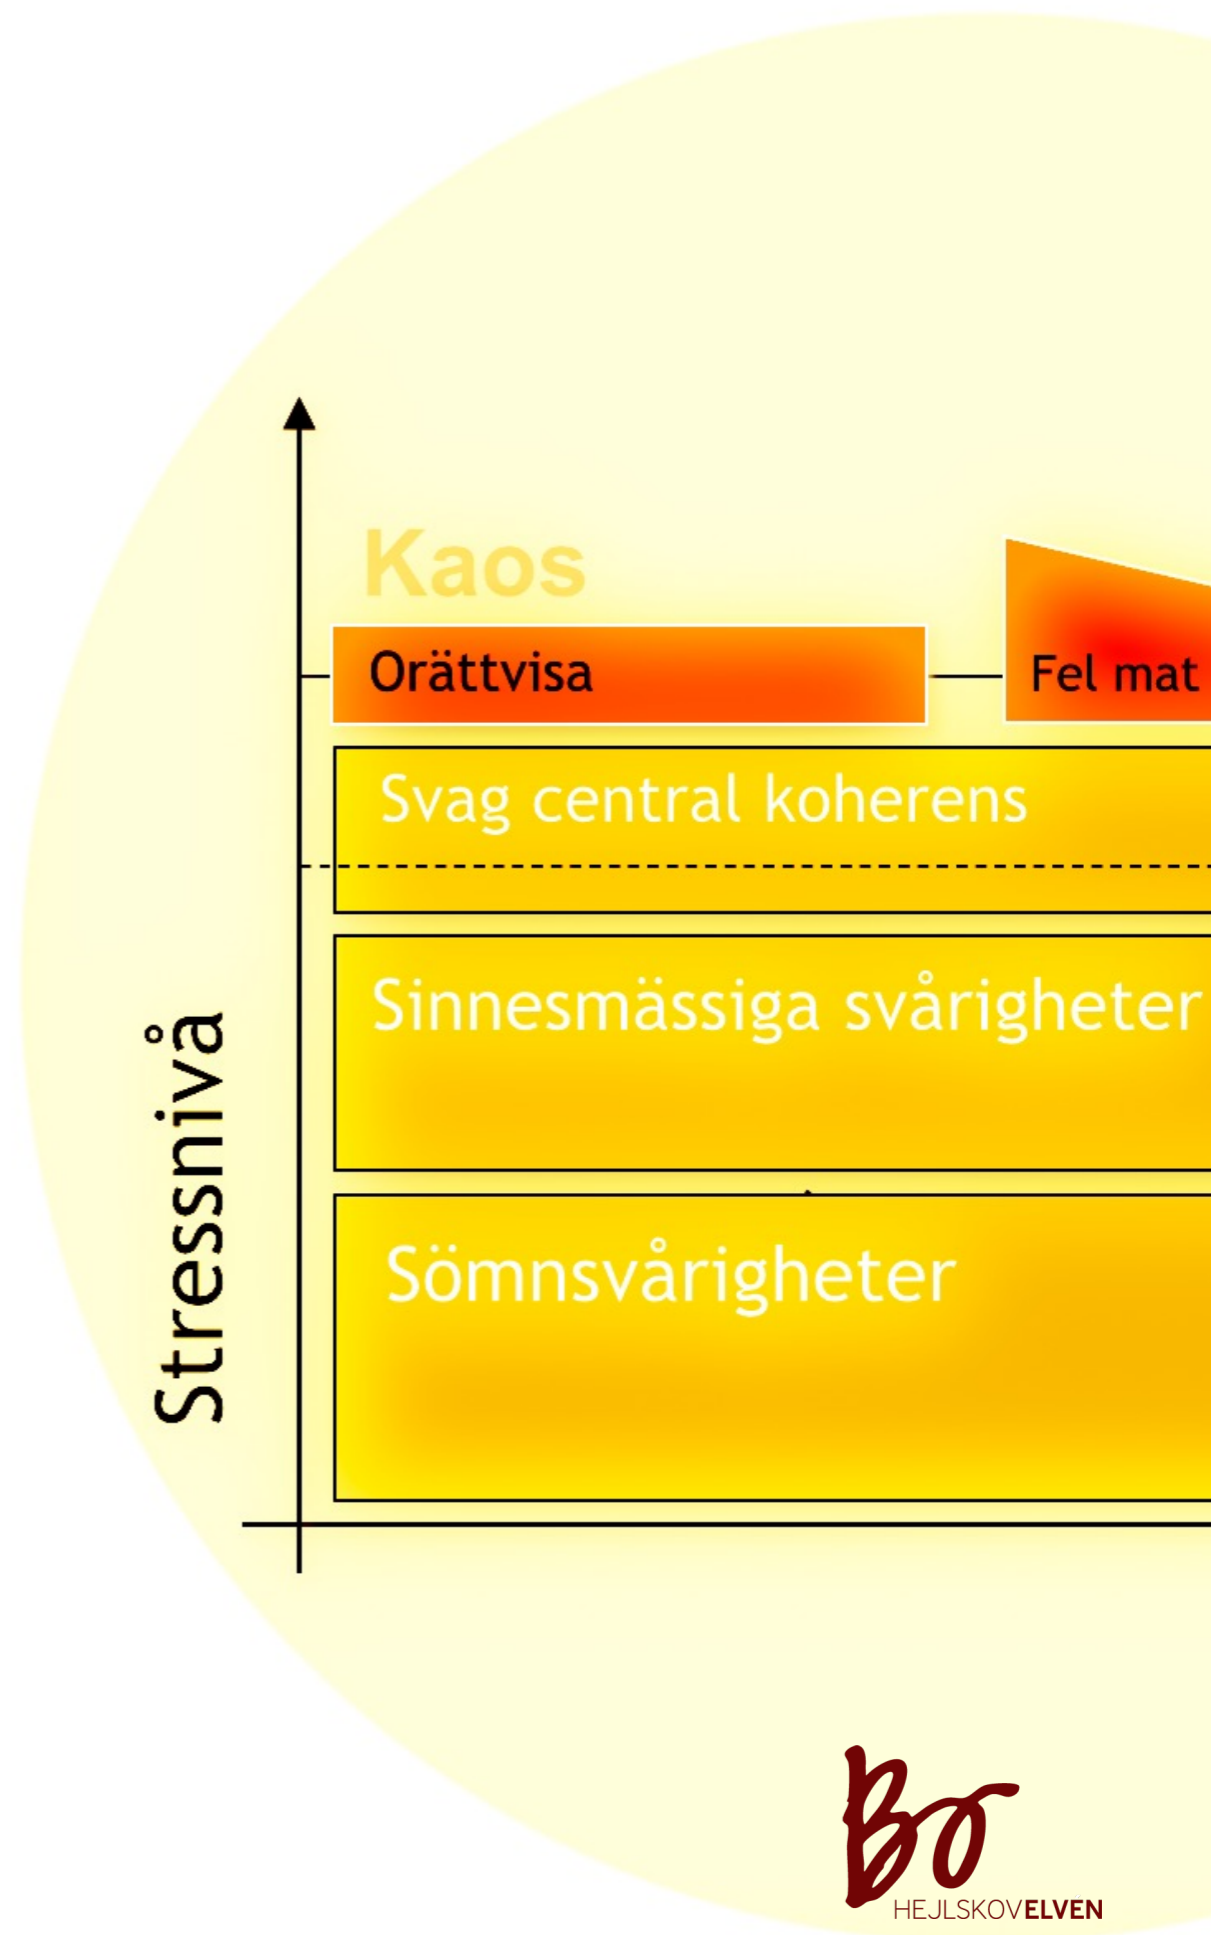 Kaos
Orättvisa
Fel mat
Svag central koherens
Sinnesmässiga svårigheter
Sömnsvårigheter
Stressnivå
Bo
HEJLSKOVELVEN